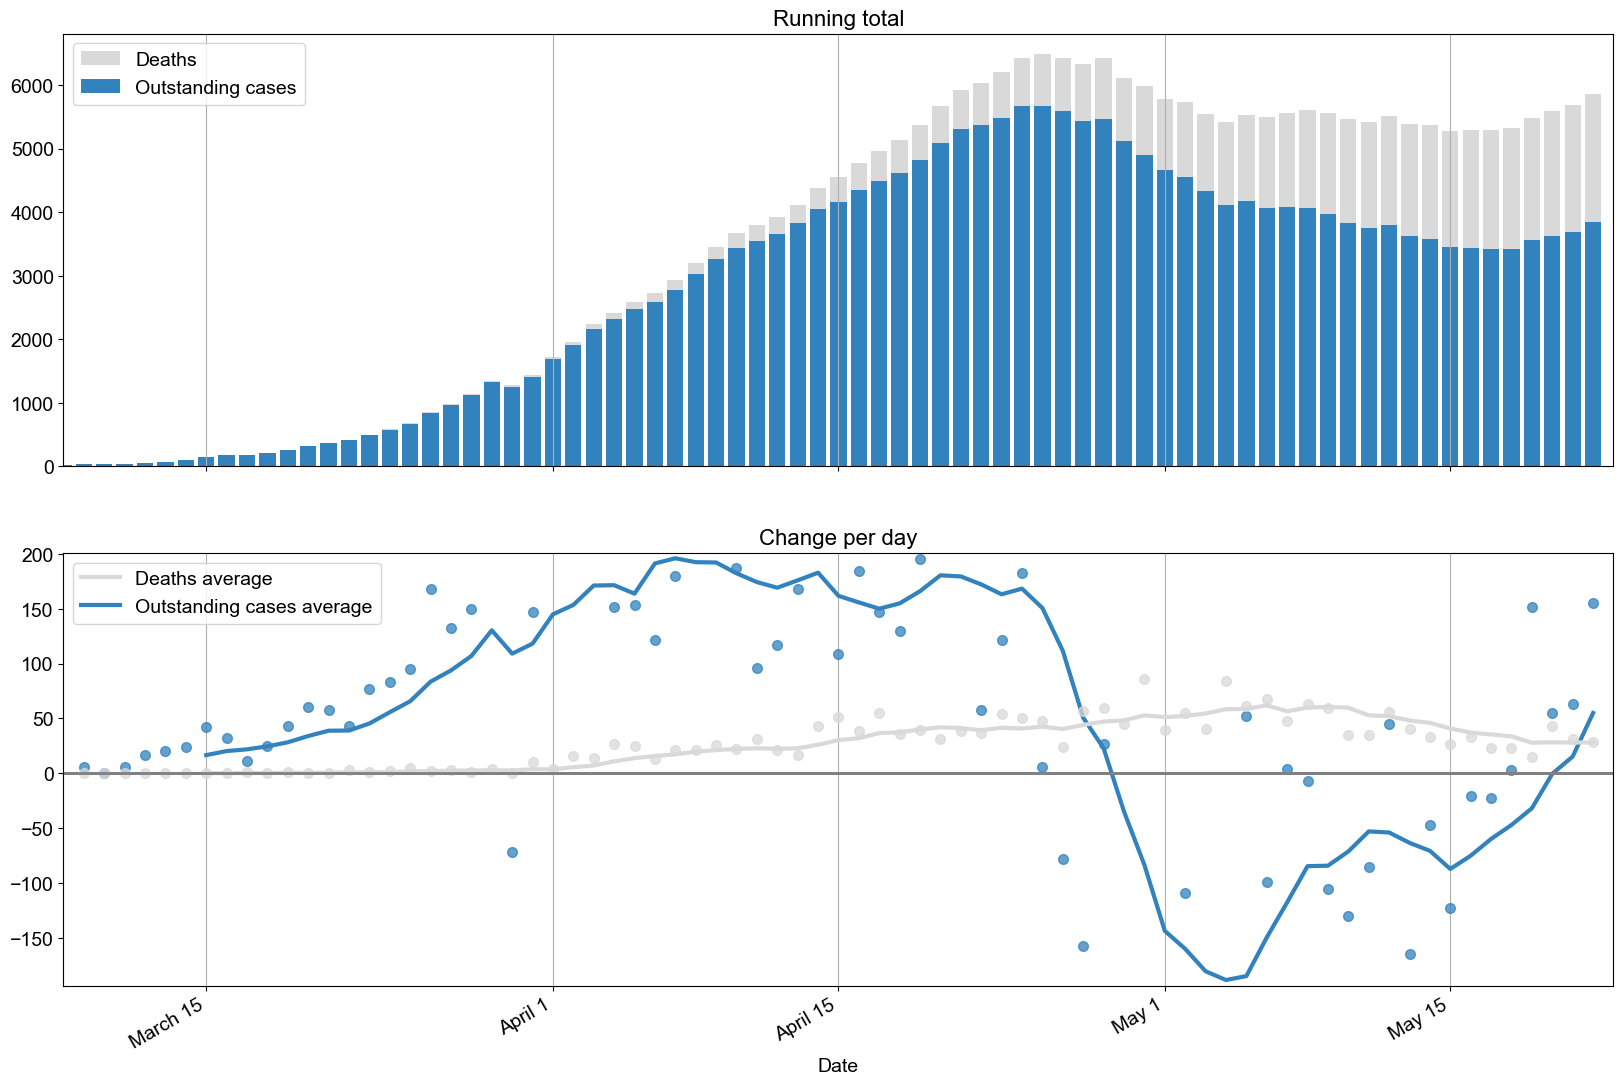 Running total
Deaths
Outstanding cases
6000
5000
4000
3000
2000
1000
0
Change per day
Deaths average
Outstanding cases average
200
150
100
50
0
−50
−100
−150
March 15
April 1
April 15
May 1
May 15
Date